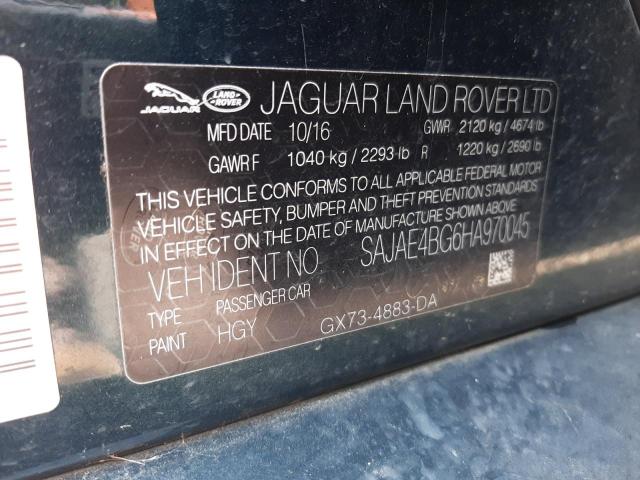 JAGUAR LAND-ROVER JAGUAR LAND ROVER LTD
MFD DATE 10/16 GVWR 2120 kg / 4674 lb
GAWR F 1040 kg / 2293 lb R 1220 kg / 2690 lb
THIS VEHICLE CONFORMS TO ALL APPLICABLE FEDERAL MOTOR
VEHICLE SAFETY, BUMPER AND THEFT PREVENTION STANDARDS
IN EFFECT ON THE DATE OF MANUFACTURE SHOWN ABOVE
VEH IDENT NO SAJAE4BG6HA970045
TYPE PASSENGER CAR
PAINT HGY GX73-4883-DA